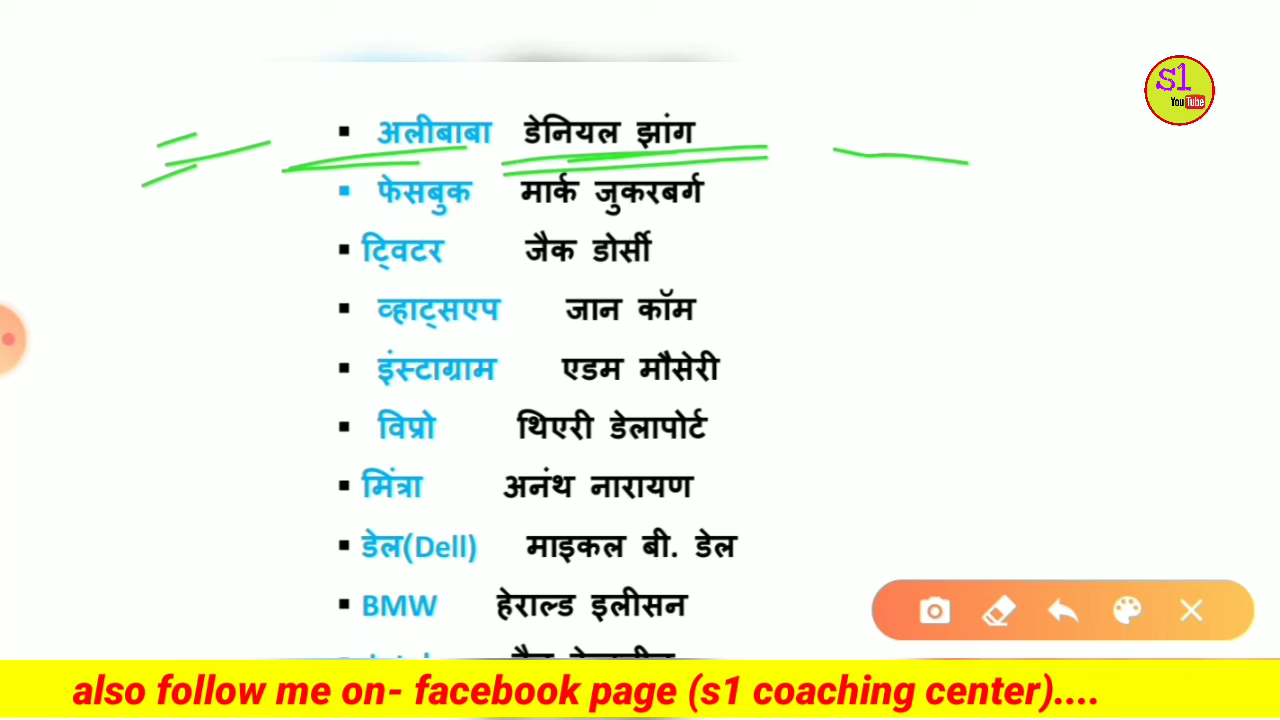 s1
YouTube
▪ अलीबाबा डेनियल झांग
▪ फेसबुक मार्क जुकरबर्ग
▪ ट्विटर जैक डोर्सी
▪ व्हाट्सएप जान कॉम
▪ इंस्टाग्राम एडम मौसेरी
▪ विप्रो थिएरी डेलापोर्ट
▪ मिंत्रा अनंथ नारायण
▪ डेल(Dell) माइकल बी. डेल
▪ BMW हेराल्ड इलीसन
also follow me on- facebook page (s1 coaching center)....